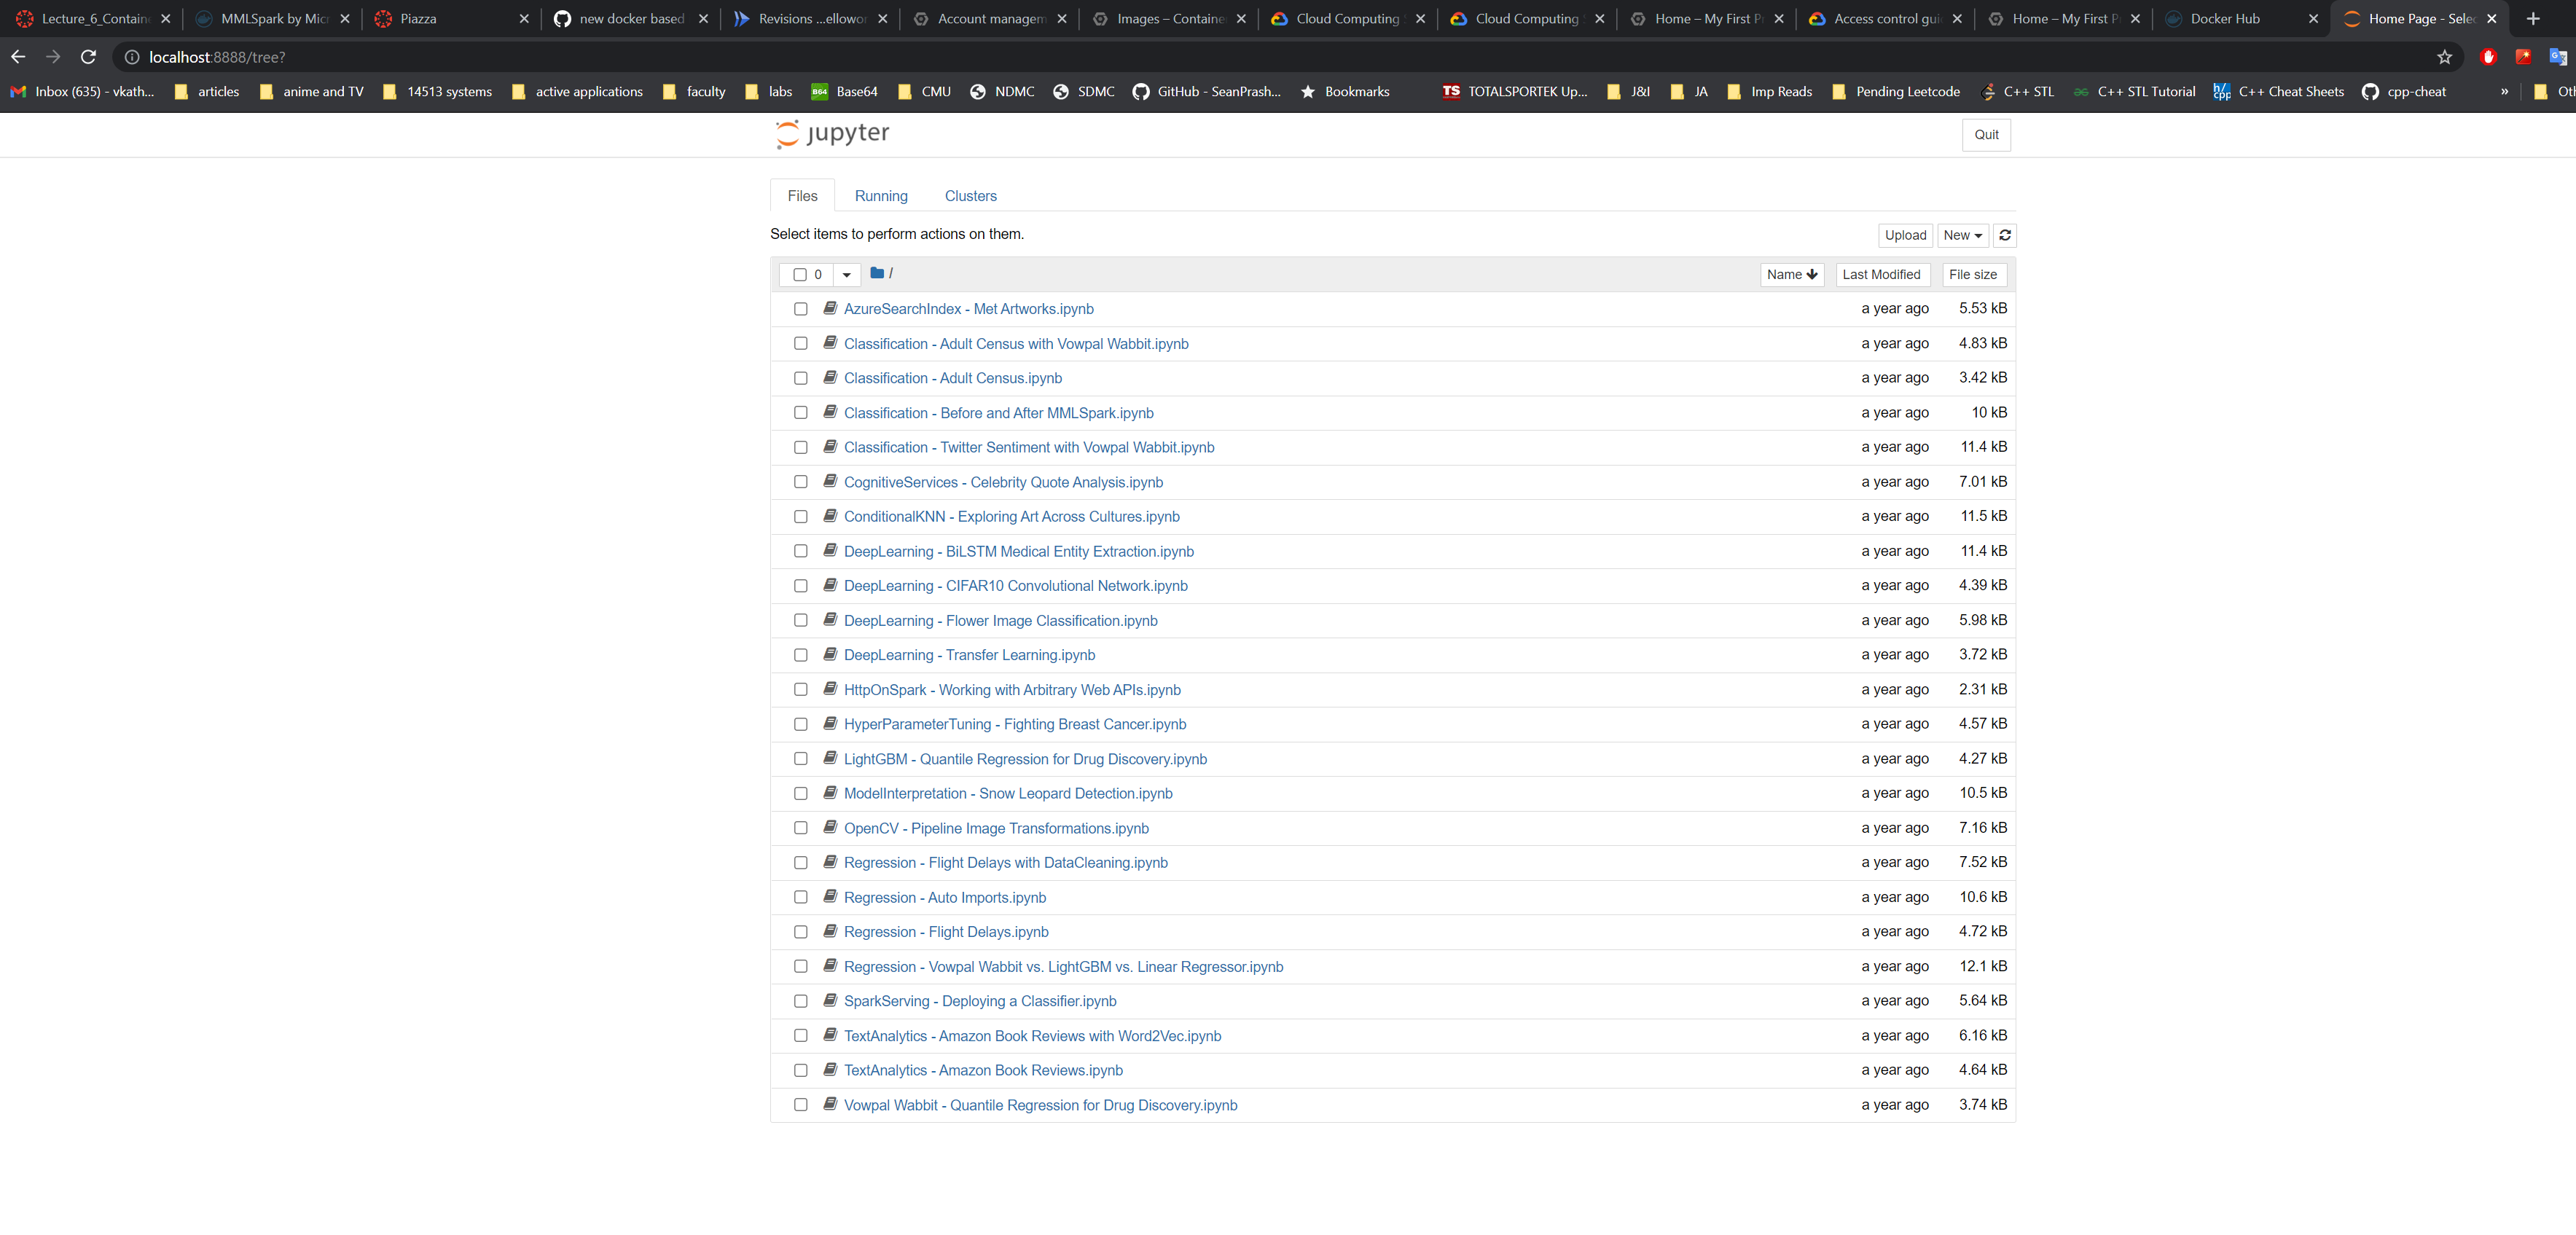 Lecture_6_Contain MMLSpark by Micr Piazza new docker based Revisions ...ellowor Account managem Images – Containe Cloud Computing Cloud Computing Home – My First P Access control gui Home – My First P Docker Hub Home Page - Selec
localhost:8888/tree?
Inbox (635) - vkath... articles anime and TV 14513 systems active applications faculty labs B64 Base64 CMU NDMC SDMC GitHub - SeanPrash... Bookmarks TS TOTALSPORTEK Up... J&I JA Imp Reads Pending Leetcode C++ STL C++ STL Tutorial h/cpp C++ Cheat Sheets cpp-cheat » Oth
jupyter Quit
Files Running Clusters
Select items to perform actions on them. Upload New
0 / Name Last Modified File size
AzureSearchIndex - Met Artworks.ipynb a year ago 5.53 kB
Classification - Adult Census with Vowpal Wabbit.ipynb a year ago 4.83 kB
Classification - Adult Census.ipynb a year ago 3.42 kB
Classification - Before and After MMLSpark.ipynb a year ago 10 kB
Classification - Twitter Sentiment with Vowpal Wabbit.ipynb a year ago 11.4 kB
CognitiveServices - Celebrity Quote Analysis.ipynb a year ago 7.01 kB
ConditionalKNN - Exploring Art Across Cultures.ipynb a year ago 11.5 kB
DeepLearning - BiLSTM Medical Entity Extraction.ipynb a year ago 11.4 kB
DeepLearning - CIFAR10 Convolutional Network.ipynb a year ago 4.39 kB
DeepLearning - Flower Image Classification.ipynb a year ago 5.98 kB
DeepLearning - Transfer Learning.ipynb a year ago 3.72 kB
HttpOnSpark - Working with Arbitrary Web APIs.ipynb a year ago 2.31 kB
HyperParameterTuning - Fighting Breast Cancer.ipynb a year ago 4.57 kB
LightGBM - Quantile Regression for Drug Discovery.ipynb a year ago 4.27 kB
ModelInterpretation - Snow Leopard Detection.ipynb a year ago 10.5 kB
OpenCV - Pipeline Image Transformations.ipynb a year ago 7.16 kB
Regression - Flight Delays with DataCleaning.ipynb a year ago 7.52 kB
Regression - Auto Imports.ipynb a year ago 10.6 kB
Regression - Flight Delays.ipynb a year ago 4.72 kB
Regression - Vowpal Wabbit vs. LightGBM vs. Linear Regressor.ipynb a year ago 12.1 kB
SparkServing - Deploying a Classifier.ipynb a year ago 5.64 kB
TextAnalytics - Amazon Book Reviews with Word2Vec.ipynb a year ago 6.16 kB
TextAnalytics - Amazon Book Reviews.ipynb a year ago 4.64 kB
Vowpal Wabbit - Quantile Regression for Drug Discovery.ipynb a year ago 3.74 kB